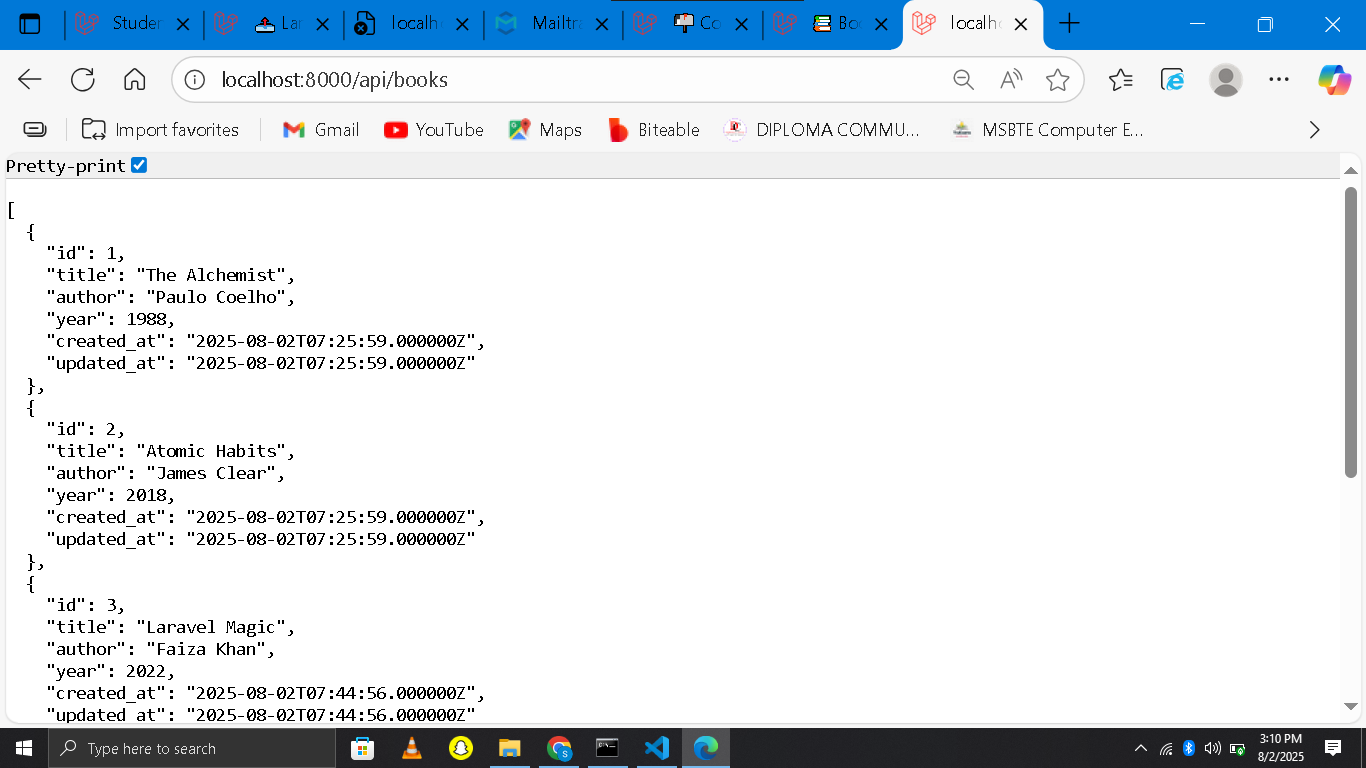 Studer
Lar
localh
Mailtra
Co
Boo
localho
localhost:8000/api/books
Import favorites
Gmail
YouTube
Maps
Biteable
DIPLOMA COMMU...
MSBTE Computer E...
Pretty-print
[
  {
    "id": 1,
    "title": "The Alchemist",
    "author": "Paulo Coelho",
    "year": 1988,
    "created_at": "2025-08-02T07:25:59.000000Z",
    "updated_at": "2025-08-02T07:25:59.000000Z"
  },
  {
    "id": 2,
    "title": "Atomic Habits",
    "author": "James Clear",
    "year": 2018,
    "created_at": "2025-08-02T07:25:59.000000Z",
    "updated_at": "2025-08-02T07:25:59.000000Z"
  },
  {
    "id": 3,
    "title": "Laravel Magic",
    "author": "Faiza Khan",
    "year": 2022,
    "created_at": "2025-08-02T07:44:56.000000Z",
    "updated_at": "2025-08-02T07:44:56.000000Z"
Type here to search
3:10 PM
8/2/2025